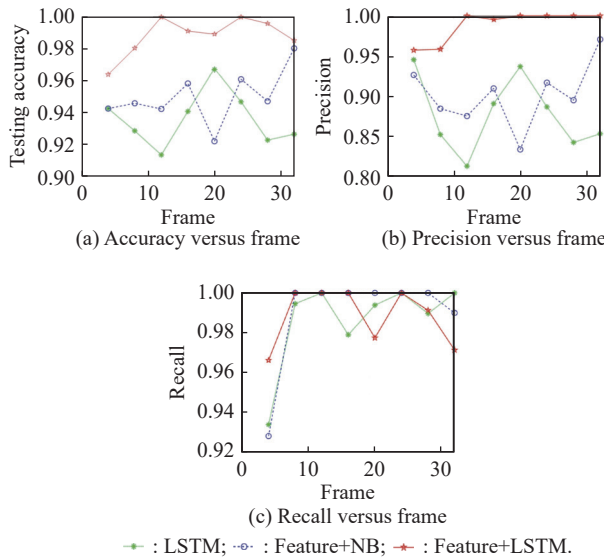 1.00
0.98
0.96
0.94
0.92
0.90
Testing accuracy
0 10 20 30
Frame
(a) Accuracy versus frame
1.00
0.95
0.90
0.85
0.80
Precision
0 10 20 30
Frame
(b) Precision versus frame
1.00
0.98
0.96
0.94
0.92
Recall
0 10 20 30
Frame
(c) Recall versus frame
: LSTM; : Feature+NB; : Feature+LSTM.